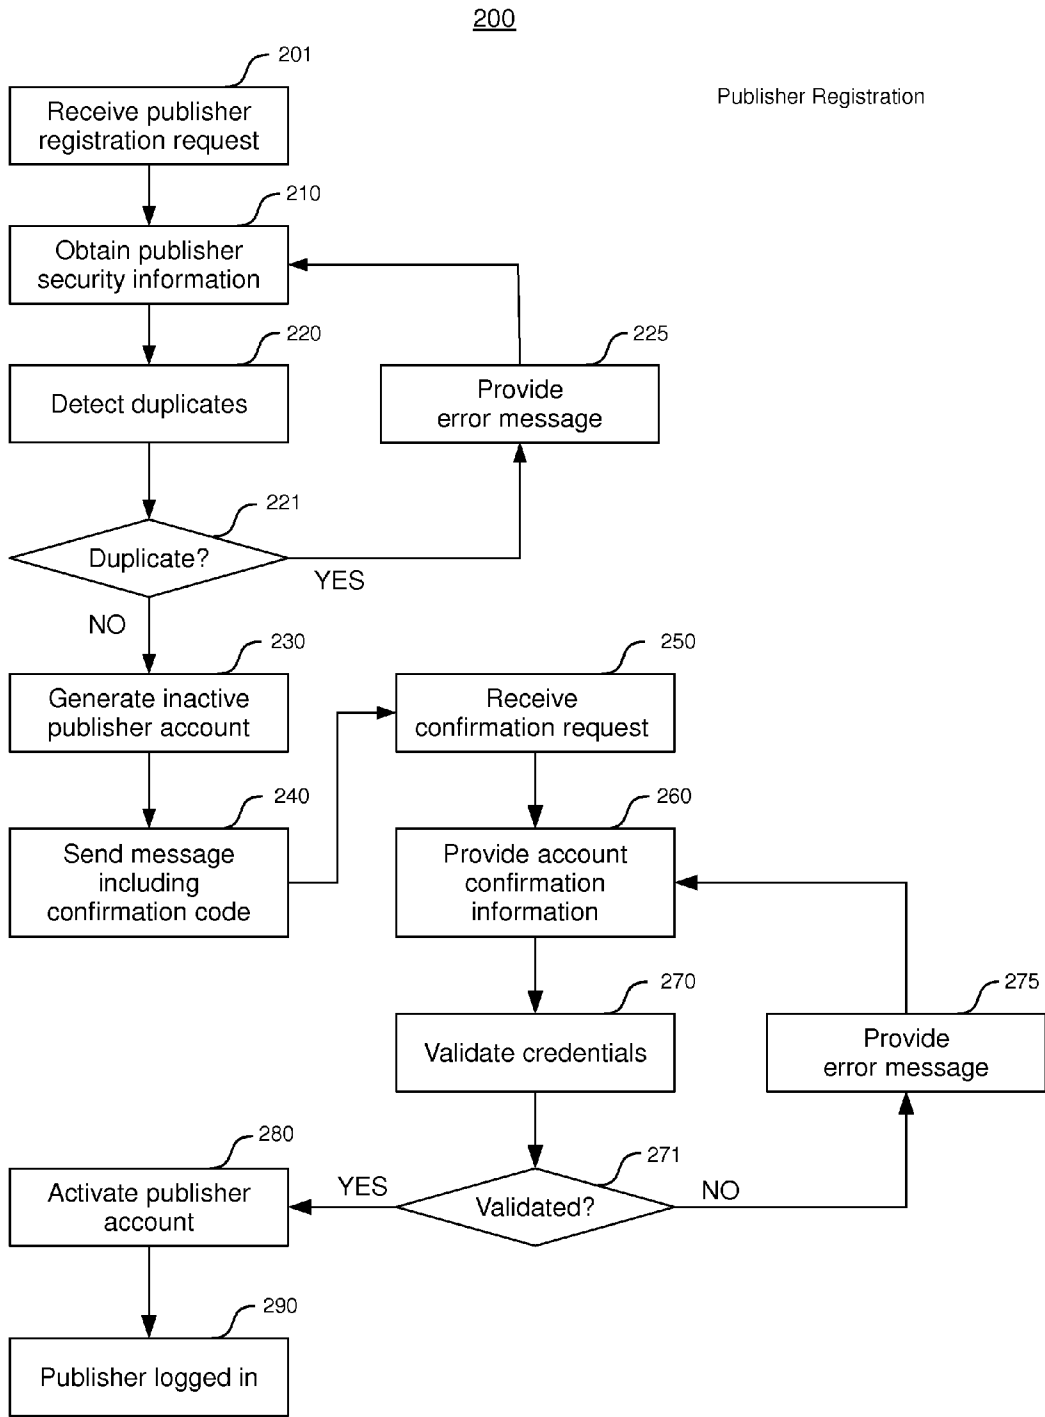 200
Publisher Registration
201
Receive publisher
registration request
210
Obtain publisher
security information
220
Detect duplicates
225
Provide
error message
221
Duplicate?
YES
NO
230
Generate inactive
publisher account
240
Send message
including
confirmation code
250
Receive
confirmation request
260
Provide account
confirmation
information
270
Validate credentials
275
Provide
error message
271
Validated?
YES
NO
280
Activate publisher
account
290
Publisher logged in